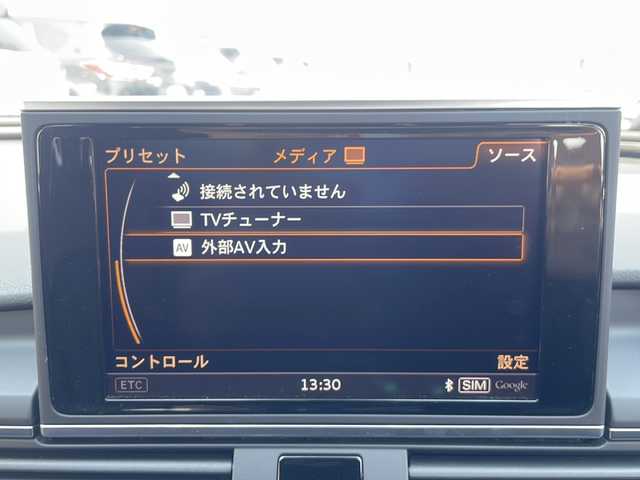 プリセット メディア ソース
接続されていません
TVチューナー
AV 外部AV入力
コントロール 設定
ETC 13:30 SIM Google